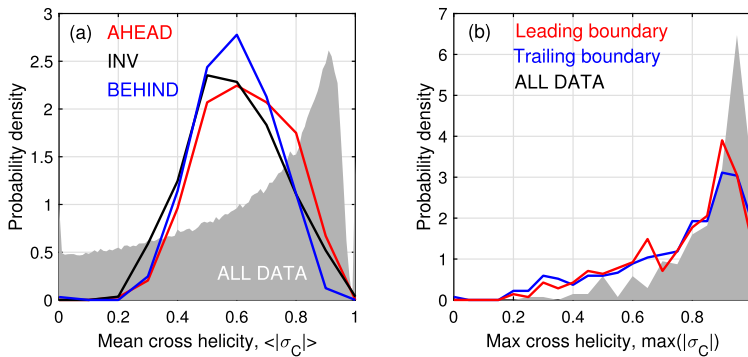 (a) AHEAD
INV
BEHIND
ALL DATA
Probability density
3
2.5
2
1.5
1
0.5
0
0 0.2 0.4 0.6 0.8 1
Mean cross helicity, <|σC|>
(b) Leading boundary
Trailing boundary
ALL DATA
Probability density
7
6
5
4
3
2
1
0
0 0.2 0.4 0.6 0.8
Max cross helicity, max(|σC|)